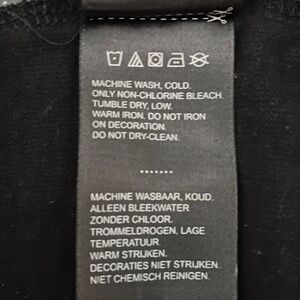 MACHINE WASH, COLD.
ONLY NON-CHLORINE BLEACH.
TUMBLE DRY, LOW.
WARM IRON. DO NOT IRON
ON DECORATION.
DO NOT DRY-CLEAN.
MACHINE WASBAAR, KOUD.
ALLEEN BLEEKWATER
ZONDER CHLOOR.
TROMMELDROGEN, LAGE
TEMPERATUUR.
WARM STRIJKEN.
DECORATIES NIET STRIJKEN.
NIET CHEMISCH REINIGEN.